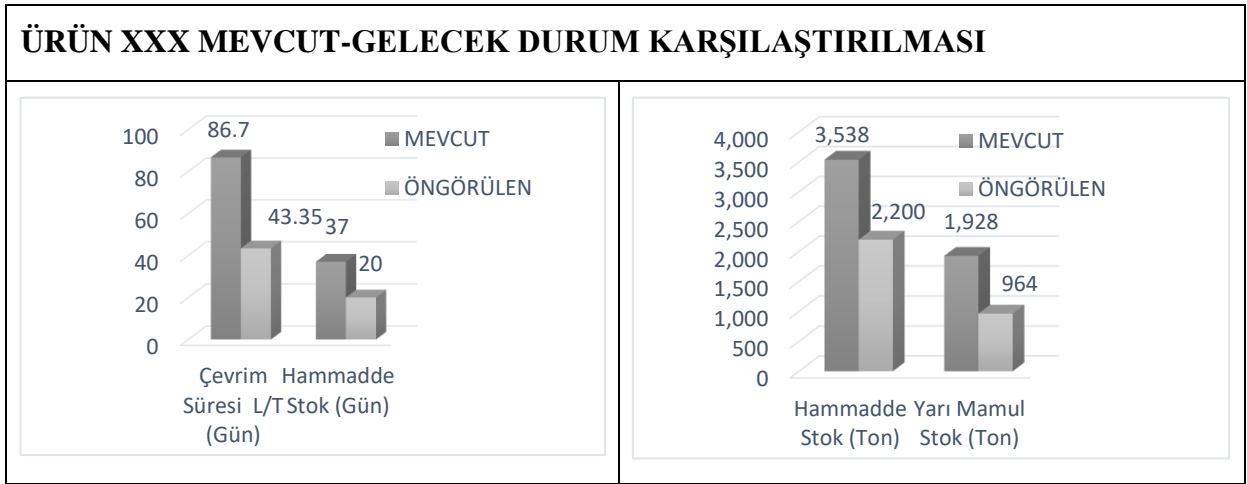 ÜRÜN XXX MEVCUT-GELECEK DURUM KARŞILAŞTIRILMASI
100
80
60
40
20
0
86.7
43.35
37
20
MEVCUT
ÖNGÖRÜLEN
Çevrim Hammadde
Süresi L/T Stok (Gün)
(Gün)
4,000
3,500
3,000
2,500
2,000
1,500
1,000
500
0
3,538
2,200
1,928
964
MEVCUT
ÖNGÖRÜLEN
Hammadde Yarı Mamul
Stok (Ton) Stok (Ton)